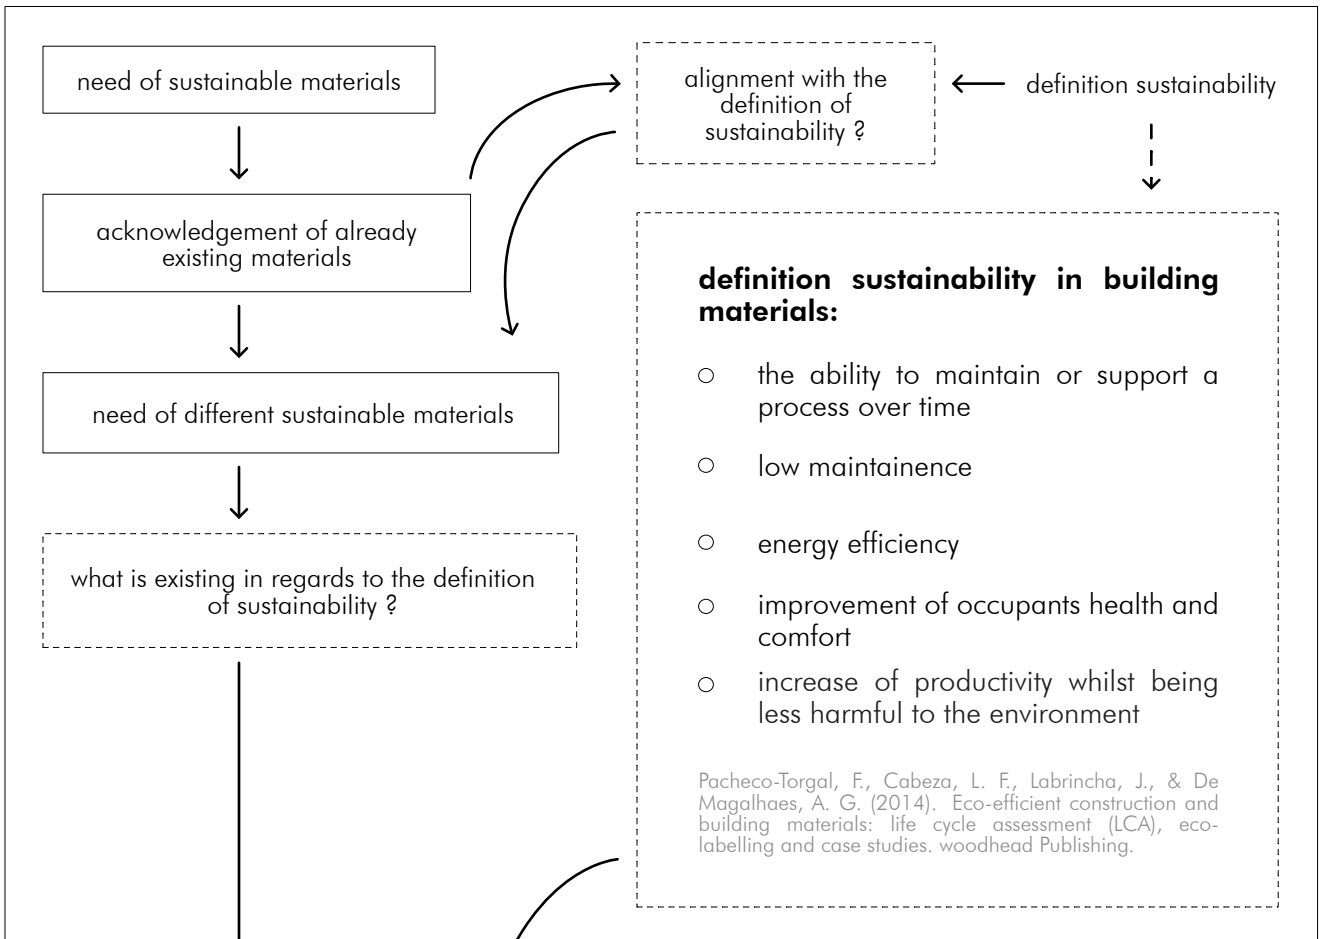 need of sustainable materials
acknowledgement of already
existing materials
need of different sustainable materials
what is existing in regards to the definition
of sustainability ?
alignment with the
definition of
sustainability ?
definition sustainability
definition sustainability in building
materials:
the ability to maintain or support a
process over time
low maintainence
energy efficiency
improvement of occupants health and
comfort
increase of productivity whilst being
less harmful to the environment
Pacheco-Torgal, F., Cabeza, L. F., Labrincha, J., & De
Magalhaes, A. G. (2014). Eco-efficient construction and
building materials: life cycle assessment (LCA), eco-
labelling and case studies. woodhead Publishing.